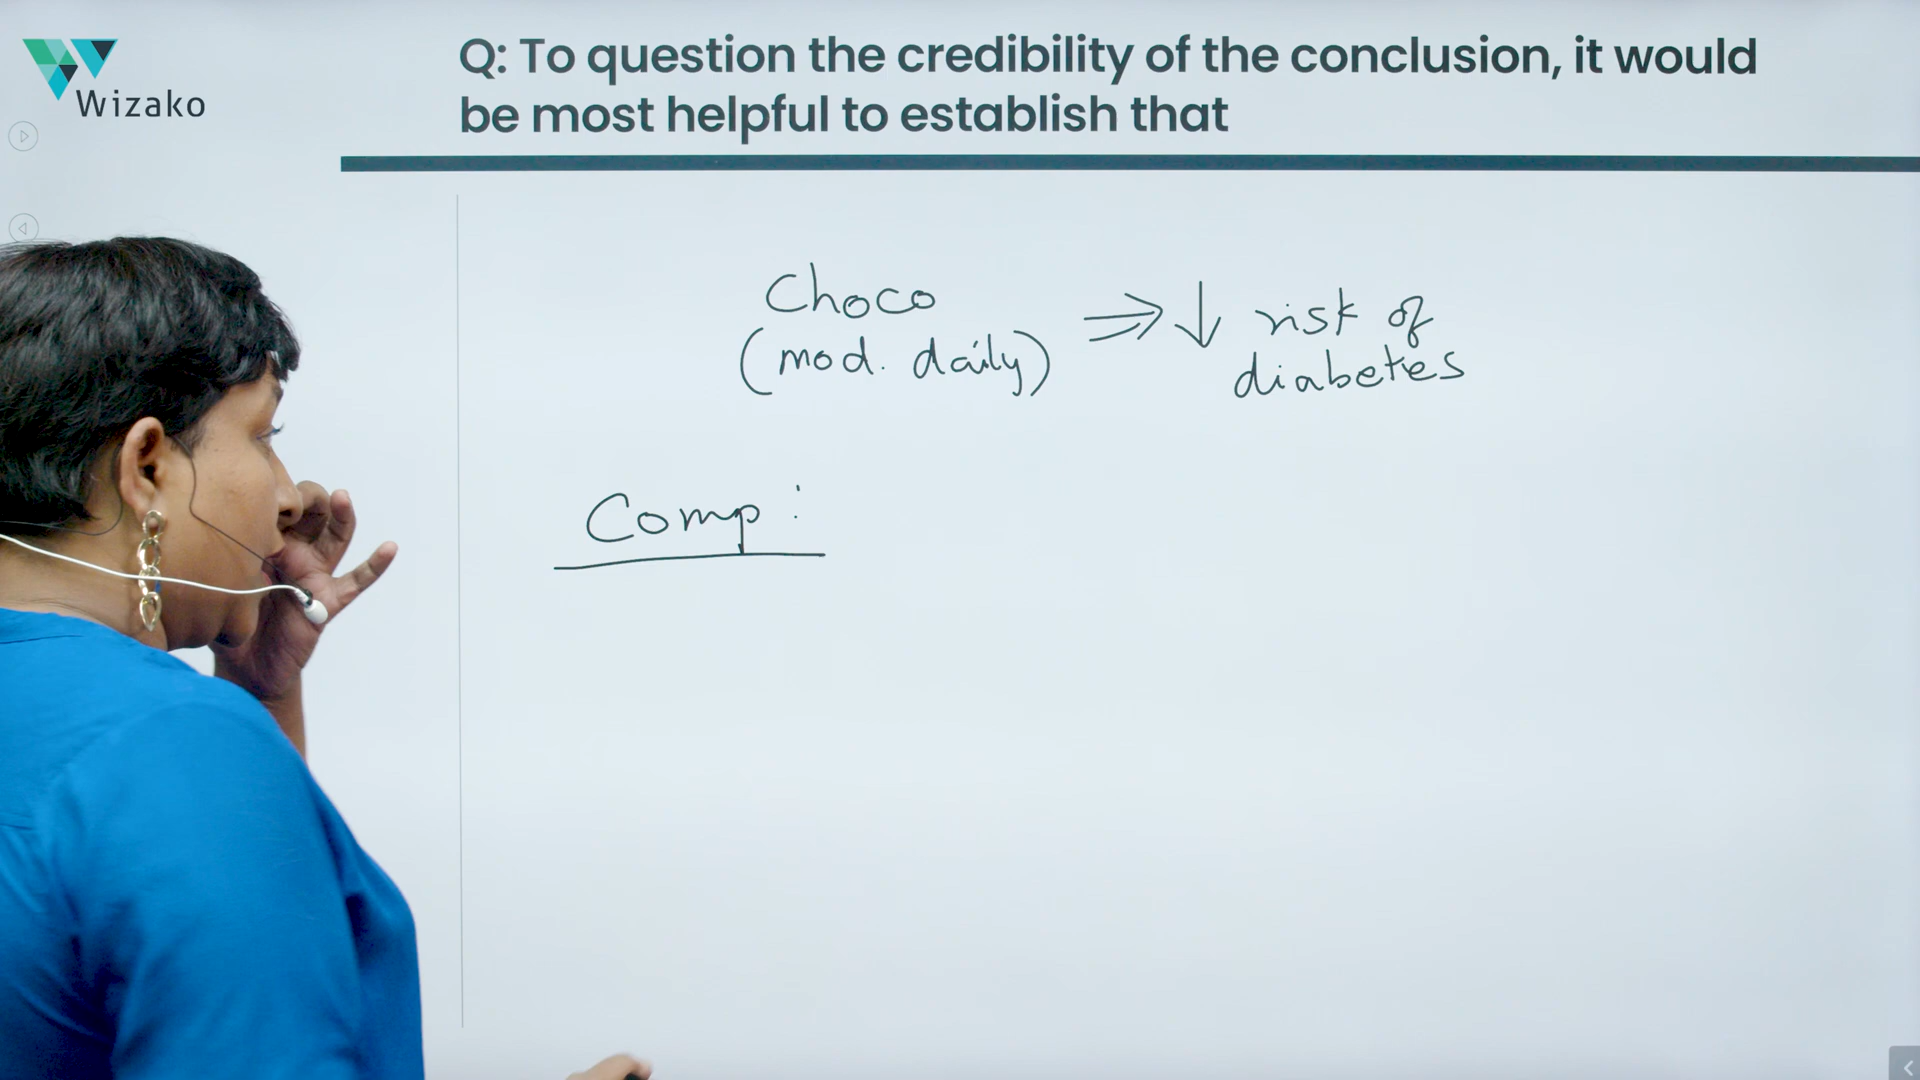 Wizako
Q: To question the credibility of the conclusion, it would
be most helpful to establish that
Choco ⇒ ↓ risk of
(mod. daily) diabetes
Comp :